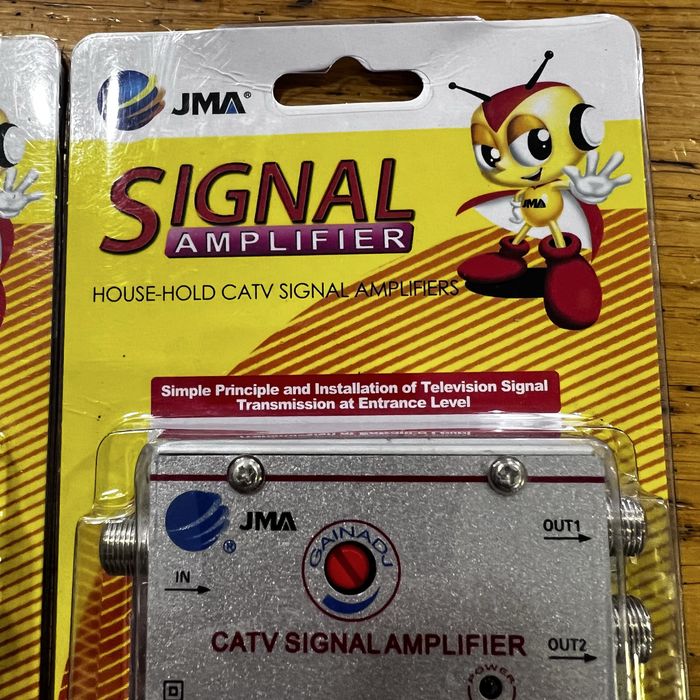 JMA®
SIGNAL
AMPLIFIER
JMA
HOUSE-HOLD CATV SIGNAL AMPLIFIERS
Simple Principle and Installation of Television Signal
Transmission at Entrance Level
® JMA
GAINADJ
OUT1
IN
CATV SIGNAL AMPLIFIER
OUT2
POWER